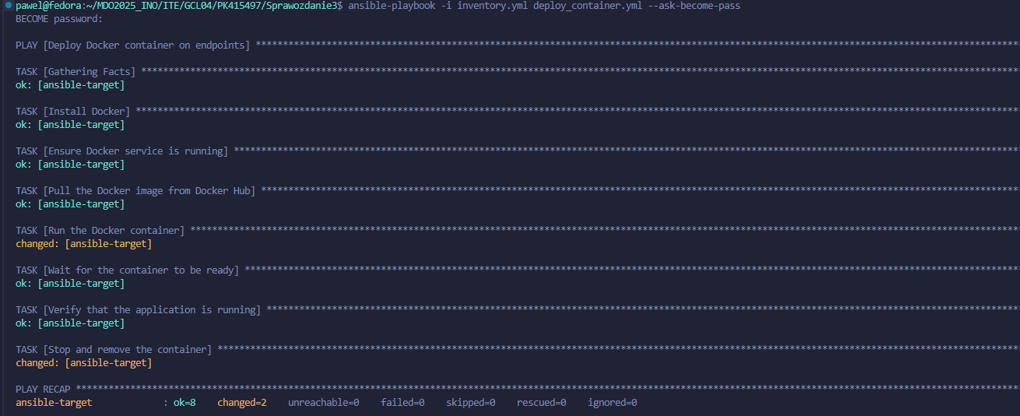 pawel@fedora:~/MDO2025_INO/ITE/GCL04/PK415497/Sprawozdanie3$ ansible-playbook -i inventory.yml deploy_container.yml --ask-become-pass
BECOME password:
PLAY [Deploy Docker container on endpoints] ****************************************************************************************************************************************
TASK [Gathering Facts] ****************************************************************************************************************************************
ok: [ansible-target]
TASK [Install Docker] ****************************************************************************************************************************************
ok: [ansible-target]
TASK [Ensure Docker service is running] ****************************************************************************************************************************************
ok: [ansible-target]
TASK [Pull the Docker image from Docker Hub] ****************************************************************************************************************************************
ok: [ansible-target]
TASK [Run the Docker container] ****************************************************************************************************************************************
changed: [ansible-target]
TASK [Wait for the container to be ready] ****************************************************************************************************************************************
ok: [ansible-target]
TASK [Verify that the application is running] ****************************************************************************************************************************************
ok: [ansible-target]
TASK [Stop and remove the container] ****************************************************************************************************************************************
changed: [ansible-target]
PLAY RECAP ****************************************************************************************************************************************
ansible-target : ok=8 changed=2 unreachable=0 failed=0 skipped=0 rescued=0 ignored=0